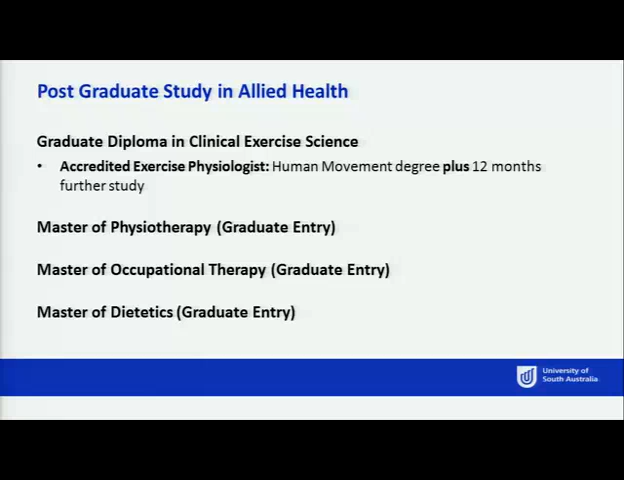 Post Graduate Study in Allied Health
Graduate Diploma in Clinical Exercise Science
• Accredited Exercise Physiologist: Human Movement degree plus 12 months
further study
Master of Physiotherapy (Graduate Entry)
Master of Occupational Therapy (Graduate Entry)
Master of Dietetics (Graduate Entry)
University of
South Australia